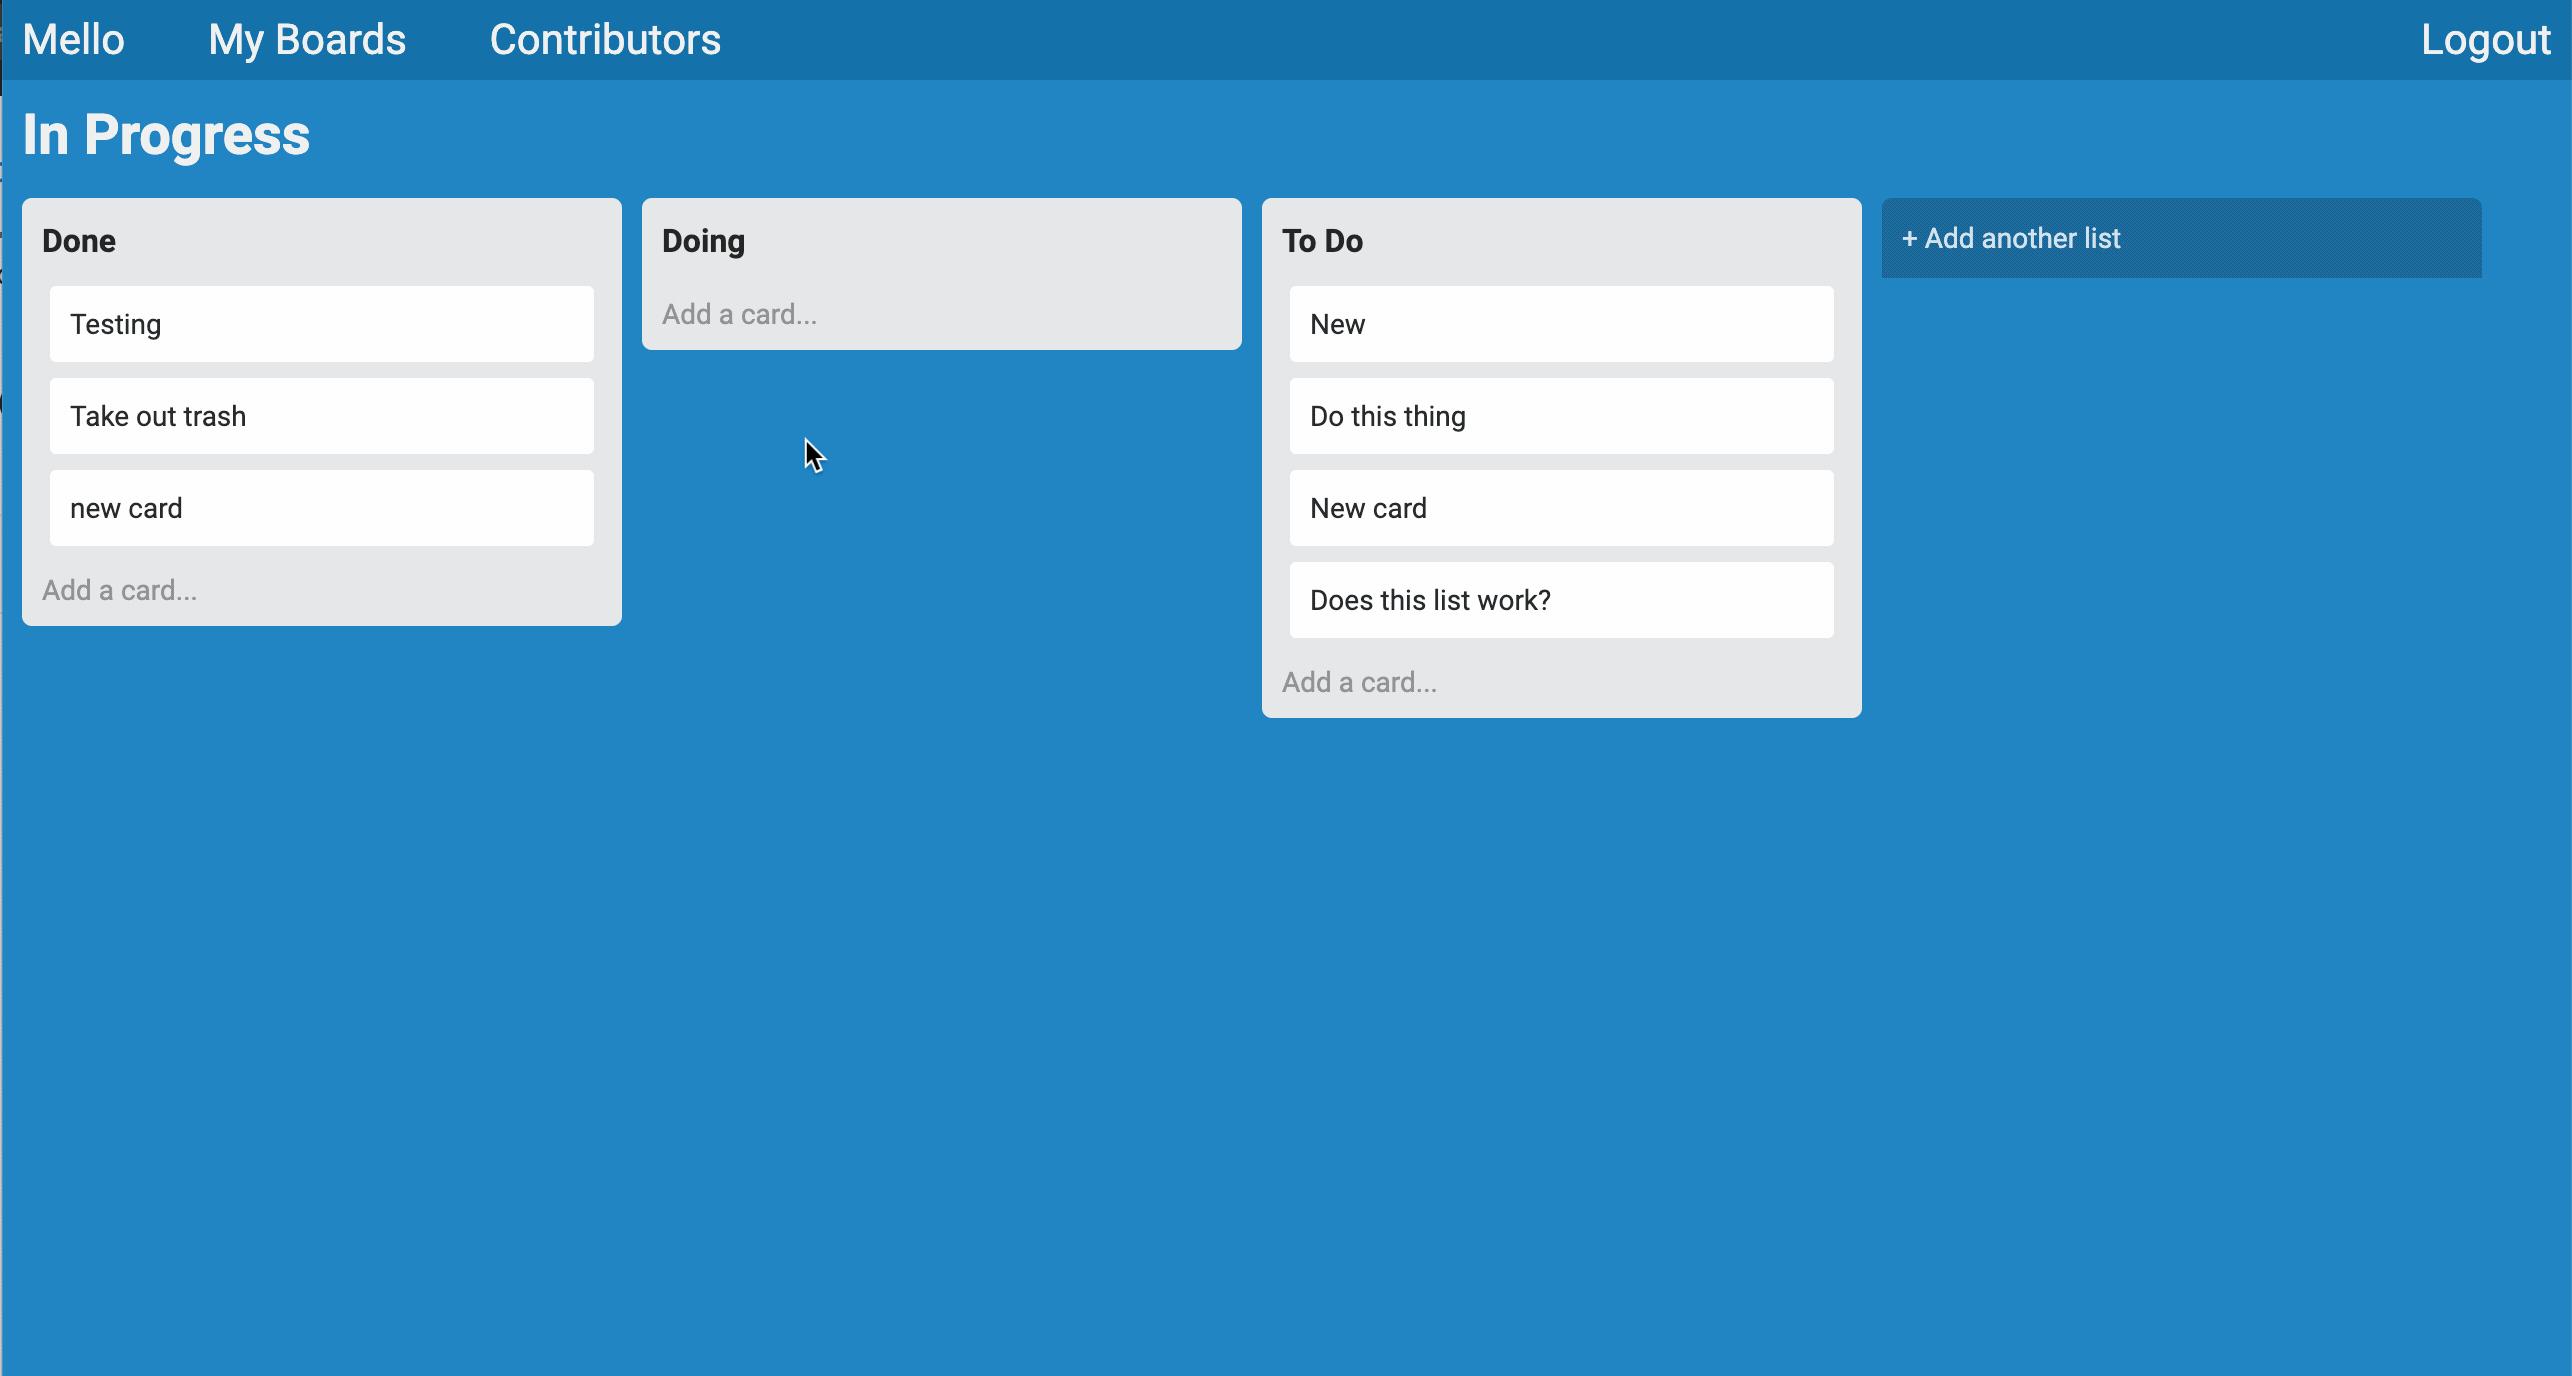 Mello My Boards Contributors Logout
In Progress
Done
Testing
Take out trash
new card
Add a card...
Doing
Add a card...
To Do
New
Do this thing
New card
Does this list work?
Add a card...
+ Add another list